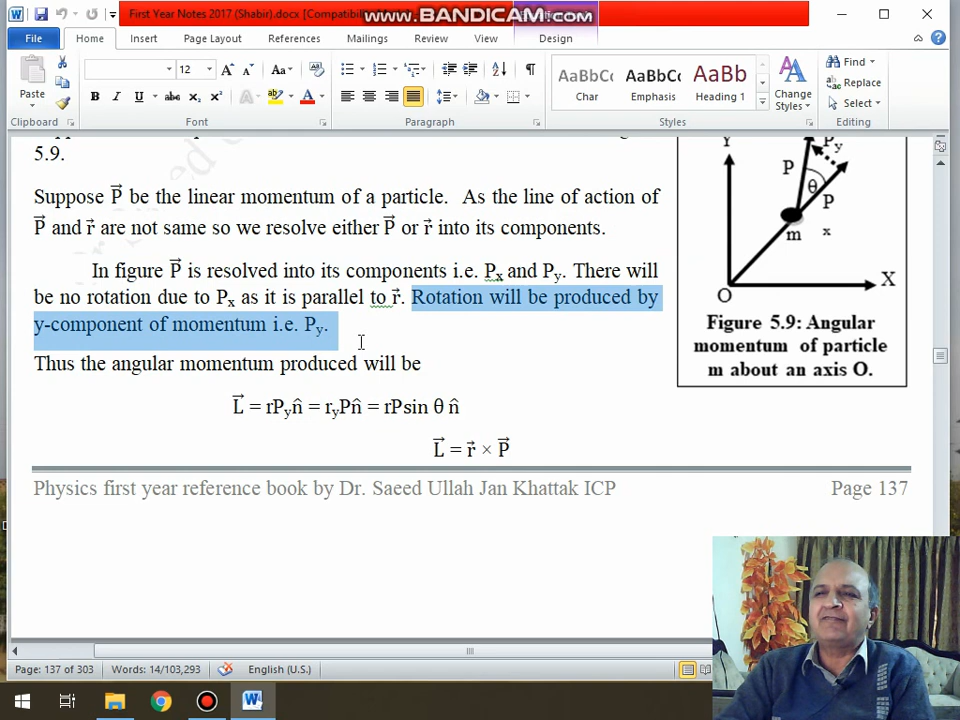 First Year Notes 2017 (Shabir).docx [Compatibil
www.BANDICAM.com
File
Home
Insert
Page Layout
References
Mailings
Review
View
Design
Paste
Clipboard
12
Aa
B I U abc x₂ x²
Font
Paragraph
AaBbCc AaBbCc AaBb
Char Emphasis Heading 1
Styles
Change
Styles
Find
Replace
Select
Editing
5.9.
Suppose P⃗ be the linear momentum of a particle. As the line of action of
P⃗ and r⃗ are not same so we resolve either P⃗ or r⃗ into its components.
In figure P⃗ is resolved into its components i.e. Pₓ and Py. There will
be no rotation due to Pₓ as it is parallel to r⃗. Rotation will be produced by
y-component of momentum i.e. Py.
Thus the angular momentum produced will be
L⃗ = rPyn̂ = ryPn̂ = rPsin θ n̂
L⃗ = r⃗ × P⃗
Y
Py
P
θ
P
x
m
O
X
Figure 5.9: Angular
momentum of particle
m about an axis O.
Physics first year reference book by Dr. Saeed Ullah Jan Khattak ICP
Page 137
Page: 137 of 303
Words: 14/103,293
English (U.S.)